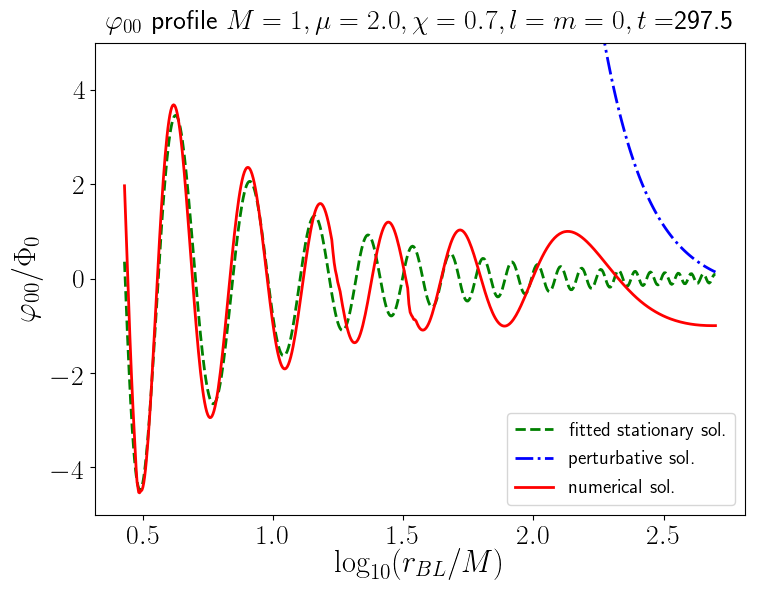 φ₀₀ profile M = 1, μ = 2.0, χ = 0.7, l = m = 0, t =297.5
φ₀₀/Φ₀
4
2
0
−2
−4
fitted stationary sol.
perturbative sol.
numerical sol.
0.5 1.0 1.5 2.0 2.5
log₁₀(r_BL/M)